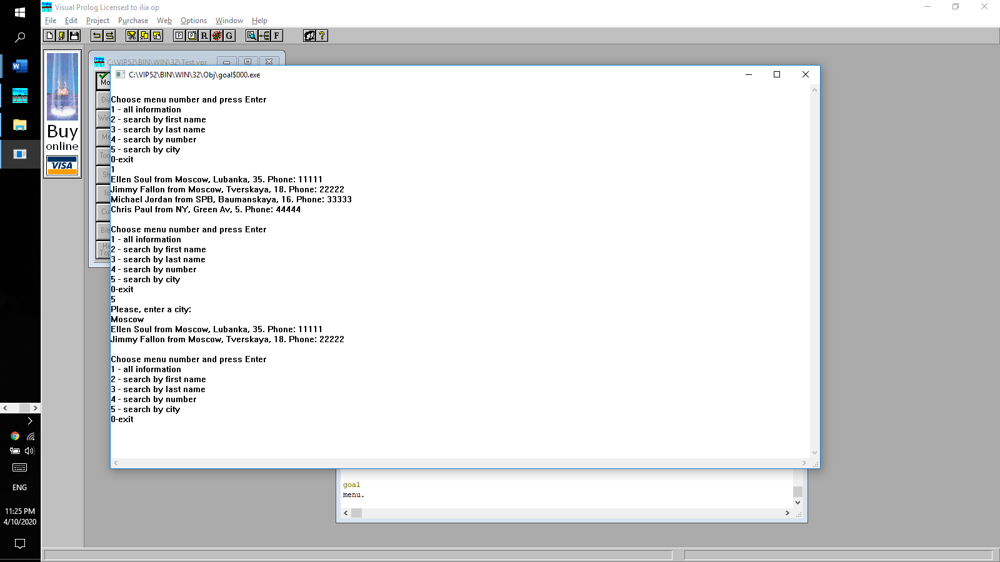 Visual Prolog Licensed to ilia op
File Edit Project Purchase Web Options Window Help
P R G F ?
Buy
online
VISA
C:\VIP52\BIN\WIN\32\Test.vpr
C:\VIP52\BIN\WIN\32\Obj\goal$000.exe
Choose menu number and press Enter
1 - all information
2 - search by first name
3 - search by last name
4 - search by number
5 - search by city
0-exit
1
Ellen Soul from Moscow, Lubanka, 35. Phone: 11111
Jimmy Fallon from Moscow, Tverskaya, 18. Phone: 22222
Michael Jordan from SPB, Baumanskaya, 16. Phone: 33333
Chris Paul from NY, Green Av, 5. Phone: 44444
Choose menu number and press Enter
1 - all information
2 - search by first name
3 - search by last name
4 - search by number
5 - search by city
0-exit
5
Please, enter a city:
Moscow
Ellen Soul from Moscow, Lubanka, 35. Phone: 11111
Jimmy Fallon from Moscow, Tverskaya, 18. Phone: 22222
Choose menu number and press Enter
1 - all information
2 - search by first name
3 - search by last name
4 - search by number
5 - search by city
0-exit
goal
menu.
Prolog
ENG
11:25 PM
4/10/2020